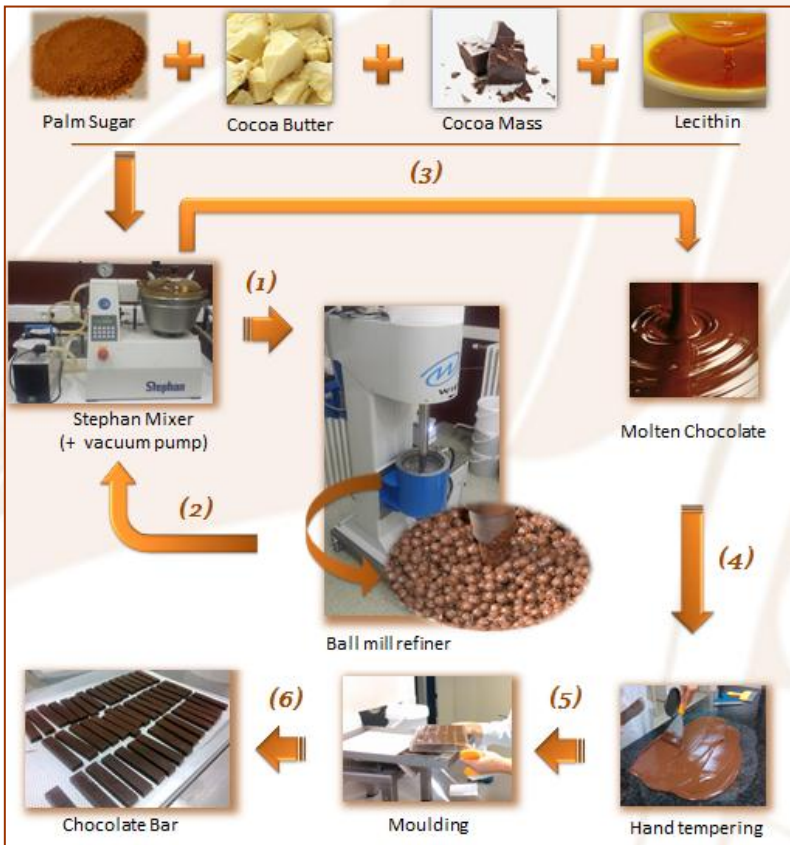 Palm Sugar
Cocoa Butter
Cocoa Mass
Lecithin
(3)
(1)
Stephan
Stephan Mixer
(+ vacuum pump)
Molten Chocolate
(2)
(4)
Ball mill refiner
(6)
(5)
Chocolate Bar
Moulding
Hand tempering